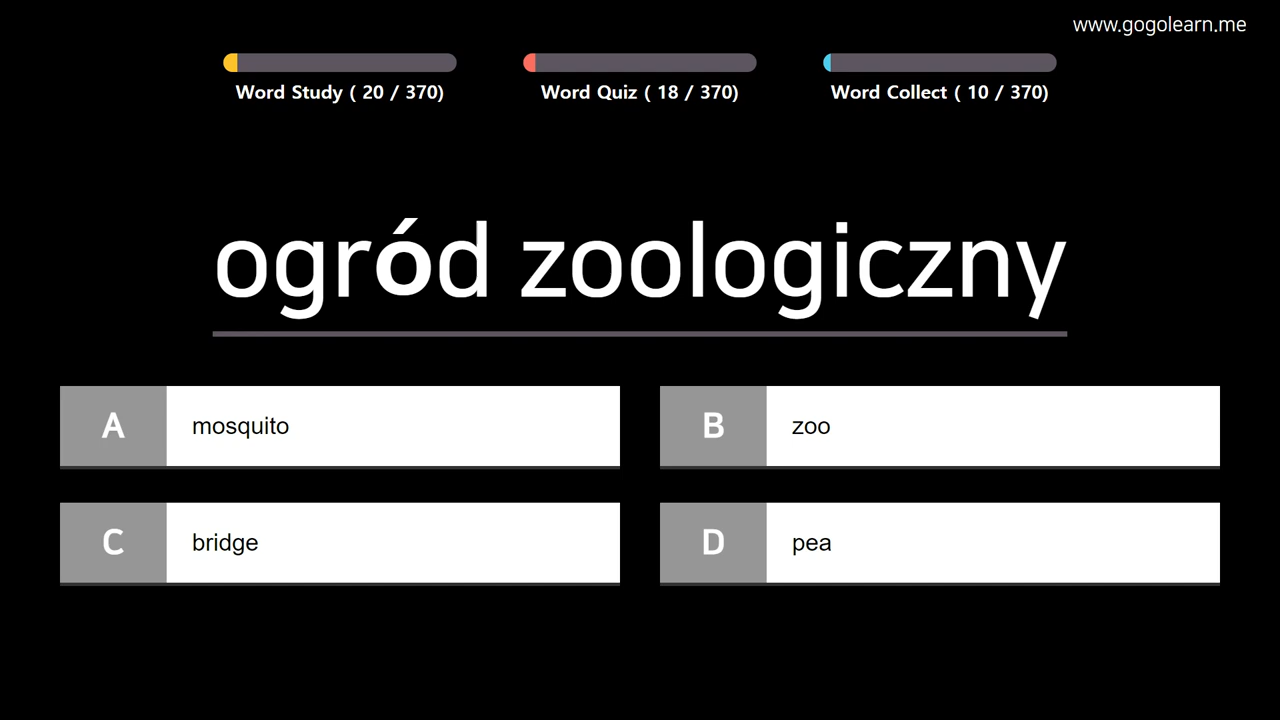 www.gogolearn.me
Word Study ( 20 / 370)
Word Quiz ( 18 / 370)
Word Collect ( 10 / 370)
ogród zoologiczny
A mosquito
B zoo
C bridge
D pea